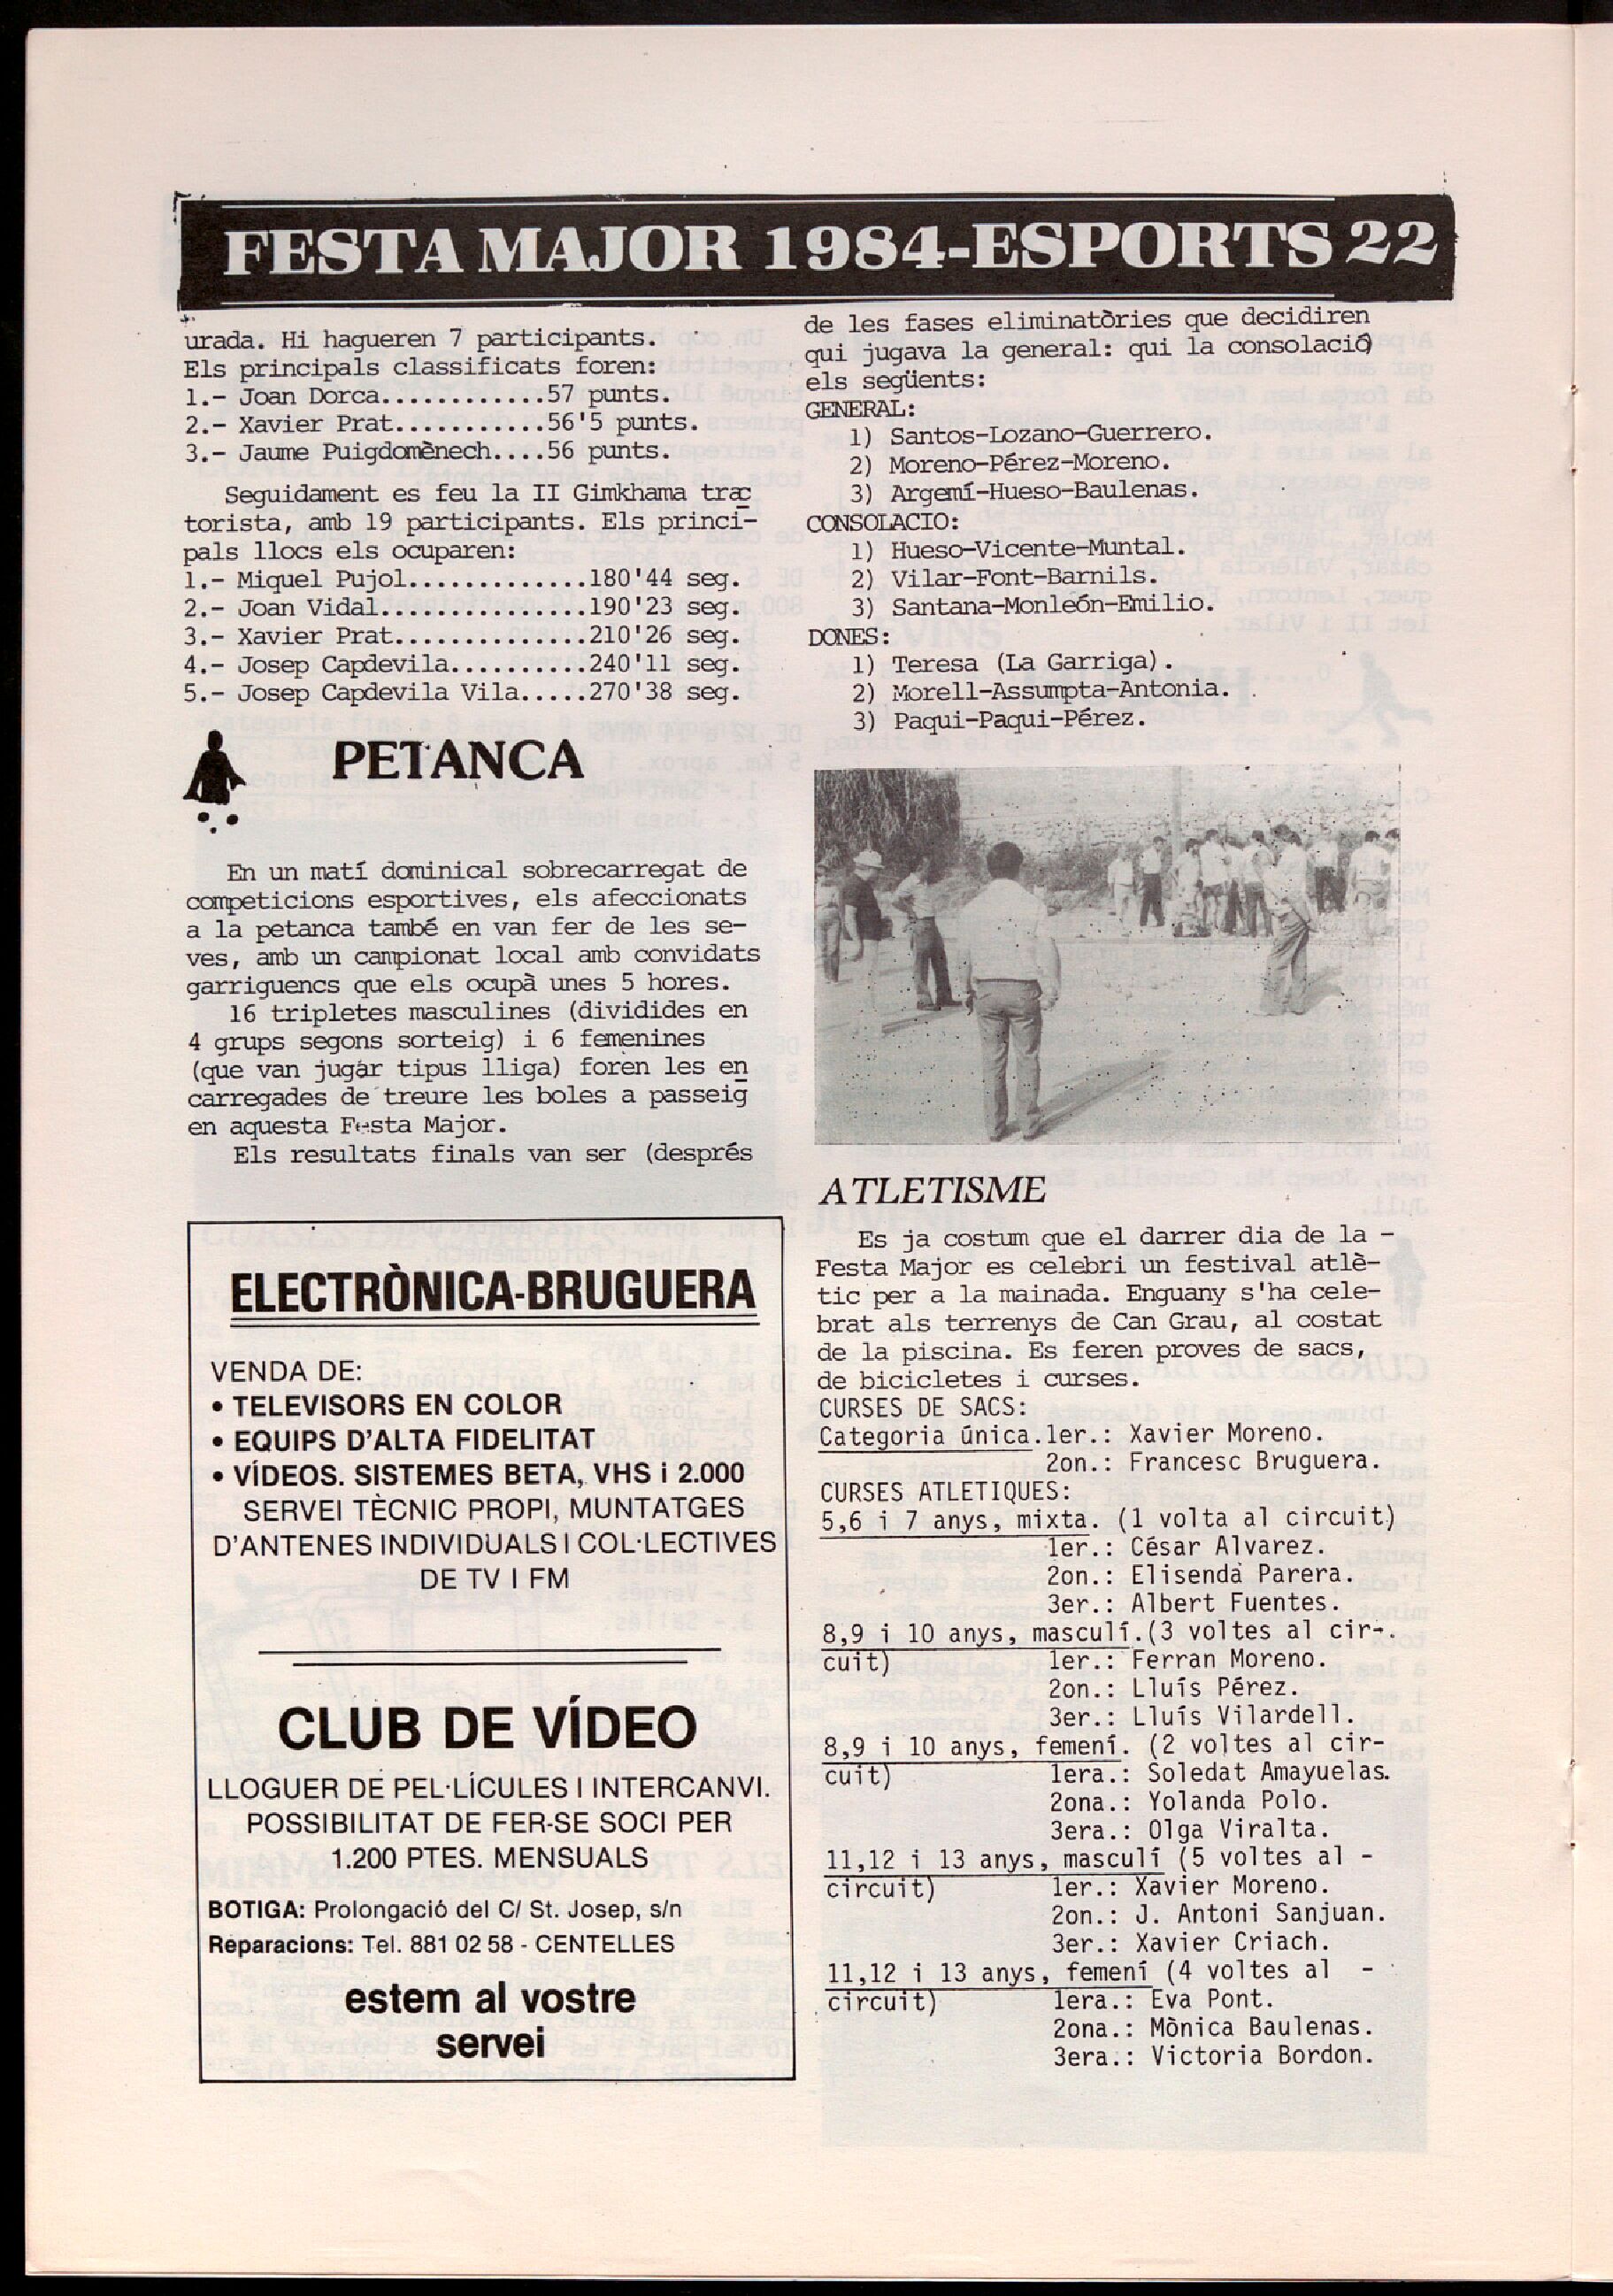 FESTA MAJOR 1984-ESPORTS 22
urada. Hi hagueren 7 participants.
Els principals classificats foren:
1.- Joan Dorca............57 punts.
2.- Xavier Prat...........56'5 punts.
3.- Jaume Puigdomènech....56 punts.
Seguidament es feu la II Gimkhama trac
torista, amb 19 participants. Els princi-
pals llocs els ocuparen:
1.- Miquel Pujol.............180'44 seg.
2.- Joan Vidal...............190'23 seg.
3.- Xavier Prat..............210'26 seg.
4.- Josep Capdevila..........240'11 seg.
5.- Josep Capdevila Vila.....270'38 seg.
PETANCA
En un matí dominical sobrecarregat de
competicions esportives, els afeccionats
a la petanca també en van fer de les se-
ves, amb un campionat local amb convidats
garriguencs que els ocupà unes 5 hores.
16 tripletes masculines (dividides en
4 grups segons sorteig) i 6 femenines
(que van jugar tipus lliga) foren les en
carregades de treure les boles a passeig
en aquesta Festa Major.
Els resultats finals van ser (després
ELECTRÒNICA-BRUGUERA
VENDA DE:
• TELEVISORS EN COLOR
• EQUIPS D'ALTA FIDELITAT
• VÍDEOS. SISTEMES BETA, VHS i 2.000
SERVEI TÈCNIC PROPI, MUNTATGES
D'ANTENES INDIVIDUALS I COL·LECTIVES
DE TV I FM
CLUB DE VÍDEO
LLOGUER DE PEL·LÍCULES I INTERCANVI.
POSSIBILITAT DE FER-SE SOCI PER
1.200 PTES. MENSUALS
BOTIGA: Prolongació del C/ St. Josep, s/n
Reparacions: Tel. 881 02 58 - CENTELLES
estem al vostre
servei
de les fases eliminatòries que decidiren
qui jugava la general: qui la consolació)
els següents:
GENERAL:
1) Santos-Lozano-Guerrero.
2) Moreno-Pérez-Moreno.
3) Argemí-Hueso-Baulenas.
CONSOLACIO:
1) Hueso-Vicente-Muntal.
2) Vilar-Font-Barnils.
3) Santana-Monleón-Emilio.
DONES:
1) Teresa (La Garriga).
2) Morell-Assumpta-Antonia.
3) Paqui-Paqui-Pérez.
ATLETISME
Es ja costum que el darrer dia de la -
Festa Major es celebri un festival atlè-
tic per a la mainada. Enguany s'ha cele-
brat als terrenys de Can Grau, al costat
de la piscina. Es feren proves de sacs,
de bicicletes i curses.
CURSES DE SACS:
Categoria única.1er.: Xavier Moreno.
2on.: Francesc Bruguera.
CURSES ATLETIQUES:
5,6 i 7 anys, mixta. (1 volta al circuit)
1er.: César Alvarez.
2on.: Elisenda Parera.
3er.: Albert Fuentes.
8,9 i 10 anys, masculí.(3 voltes al cir-
cuit) 1er.: Ferran Moreno.
2on.: Lluís Pérez.
3er.: Lluís Vilardell.
8,9 i 10 anys, femení. (2 voltes al cir-
cuit) 1era.: Soledat Amayuelas.
2ona.: Yolanda Polo.
3era.: Olga Viralta.
11,12 i 13 anys, masculí (5 voltes al -
circuit) 1er.: Xavier Moreno.
2on.: J. Antoni Sanjuan.
3er.: Xavier Criach.
11,12 i 13 anys, femení (4 voltes al -
circuit) 1era.: Eva Pont.
2ona.: Mònica Baulenas.
3era.: Victoria Bordon.